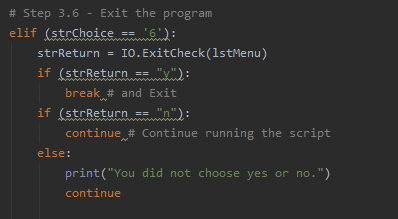 # Step 3.6 - Exit the program
elif (strChoice == '6'):
    strReturn = IO.ExitCheck(lstMenu)
    if (strReturn == "y"):
        break # and Exit
    if (strReturn == "n"):
        continue # Continue running the script
    else:
        print("You did not choose yes or no.")
        continue